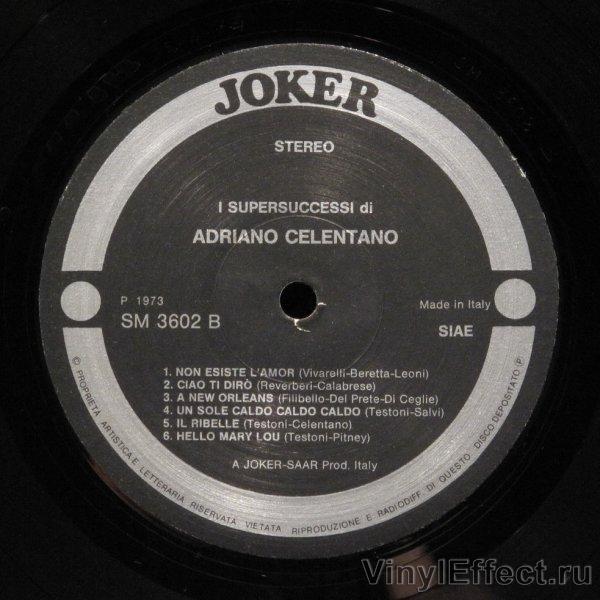 JOKER
STEREO
I SUPERSUCCESSI di
ADRIANO CELENTANO
P 1973
Made in Italy
SM 3602 B
SIAE
1. NON ESISTE L'AMOR (Vivarelli-Beretta-Leoni)
2. CIAO TI DIRÒ (Reverberi-Calabrese)
3. A NEW ORLEANS (Filibello-Del Prete-Di Ceglie)
4. UN SOLE CALDO CALDO CALDO (Testoni-Salvi)
5. IL RIBELLE (Testoni-Celentano)
6. HELLO MARY LOU (Testoni-Pitney)
A JOKER-SAAR Prod. Italy
© PROPRIETÀ ARTISTICA E LETTERARIA RISERVATA VIETATA RIPRODUZIONE E RADIODIFF DI QUESTO DISCO DEPOSITATO (P)
VinylEffect.ru